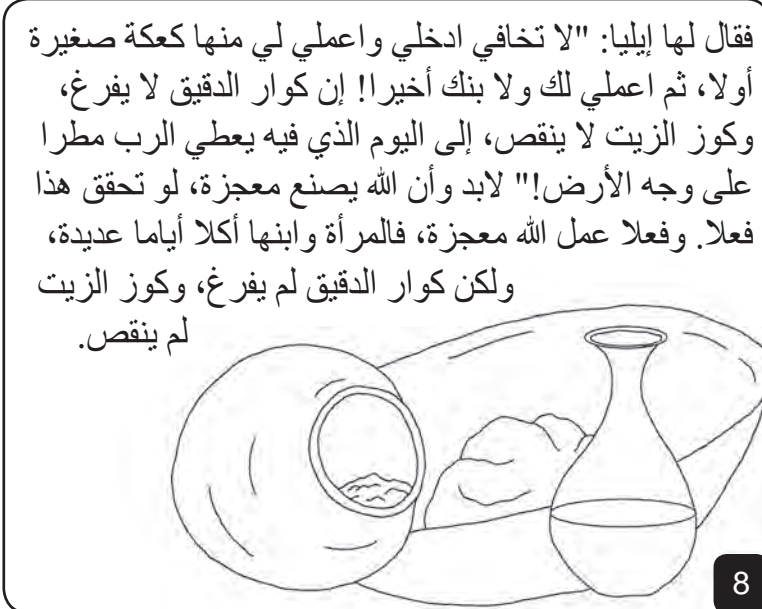 فقال لها إيليا: "لا تخافي ادخلي واعملي لي منها كعكة صغيرة
أولا، ثم اعملي لك ولا بنك أخيرا! إن كوار الدقيق لا يفرغ،
وكوز الزيت لا ينقص، إلى اليوم الذي فيه يعطي الرب مطرا
على وجه الأرض!" لابد وأن الله يصنع معجزة، لو تحقق هذا
فعلا. وفعلا عمل الله معجزة، فالمرأة وابنها أكلا أياما عديدة،
ولكن كوار الدقيق لم يفرغ، وكوز الزيت
لم ينقص.
8